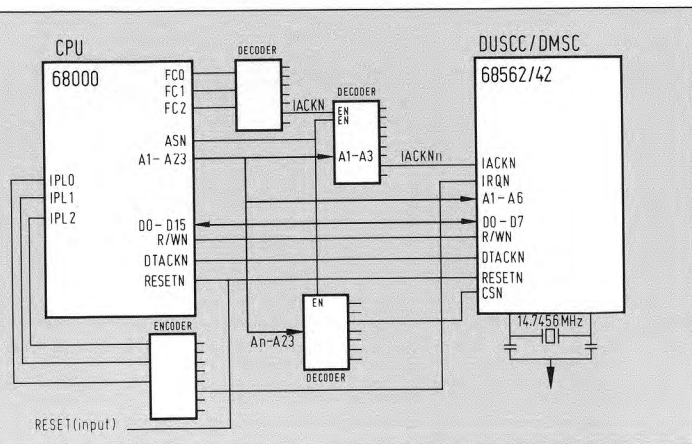 CPU
68000
FC0
FC1
FC2
ASN
A1-A23
IPL0
IPL1
IPL2
D0-D15
R/WN
DTACKN
RESETN
DECODER
IACKN
DECODER
EN
EN
A1-A3
IACKNn
DUSCC/DMSC
68562/42
IACKN
IRQN
A1-A6
D0-D7
R/WN
DTACKN
RESETN
CSN
14.7456MHz
EN
An-A23
DECODER
ENCODER
RESET(input)